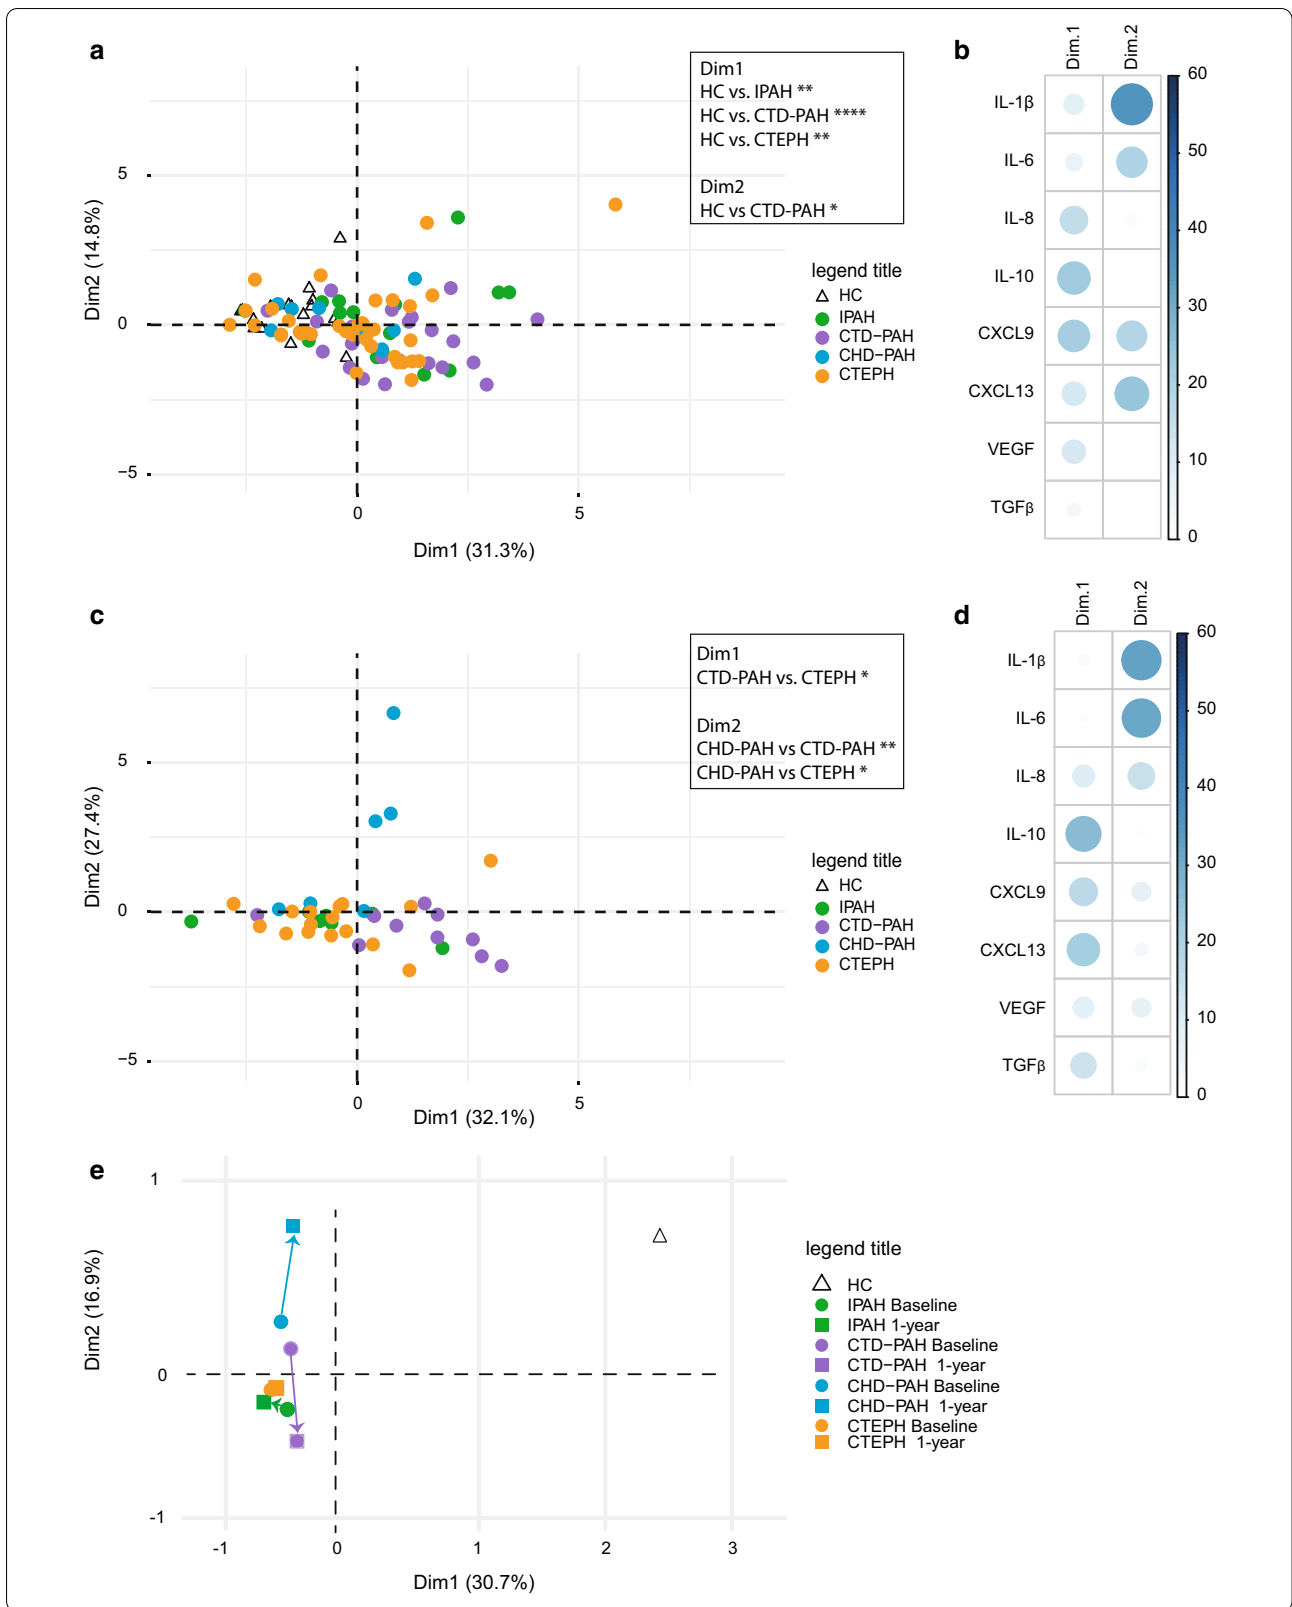 a
Dim1
HC vs. IPAH **
HC vs. CTD-PAH ****
HC vs. CTEPH **
Dim2
HC vs CTD-PAH *
5
0
−5
Dim2 (14.8%)
0
5
Dim1 (31.3%)
legend title
HC
IPAH
CTD−PAH
CHD−PAH
CTEPH
b
Dim.1
Dim.2
IL-1β
IL-6
IL-8
IL-10
CXCL9
CXCL13
VEGF
TGFβ
60
50
40
30
20
10
0
c
Dim1
CTD-PAH vs. CTEPH *
Dim2
CHD-PAH vs CTD-PAH **
CHD-PAH vs CTEPH *
5
0
−5
Dim2 (27.4%)
0
5
Dim1 (32.1%)
legend title
HC
IPAH
CTD−PAH
CHD−PAH
CTEPH
d
Dim.1
Dim.2
IL-1β
IL-6
IL-8
IL-10
CXCL9
CXCL13
VEGF
TGFβ
60
50
40
30
20
10
0
e
1
0
-1
Dim2 (16.9%)
-1
0
1
2
3
Dim1 (30.7%)
legend title
HC
IPAH Baseline
IPAH 1-year
CTD−PAH Baseline
CTD−PAH 1-year
CHD−PAH Baseline
CHD−PAH 1-year
CTEPH Baseline
CTEPH 1-year